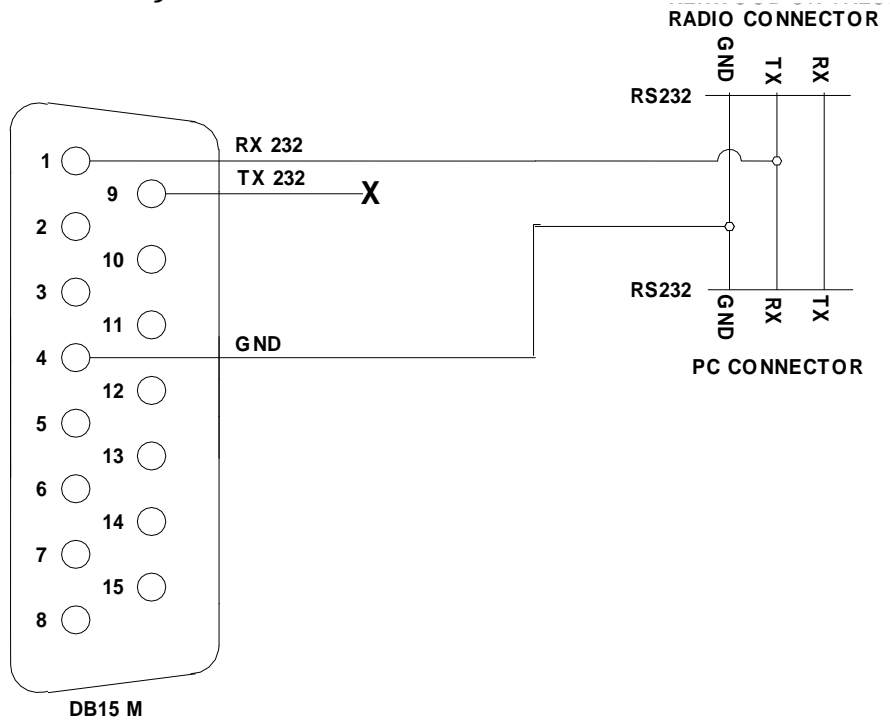 RADIO CONNECTOR
GND TX RX
RS232
RX 232
1
TX 232
9
X
2
10
3
RS232
GND RX TX
11
GND
4
PC CONNECTOR
12
5
13
6
14
7
15
8
DB15 M